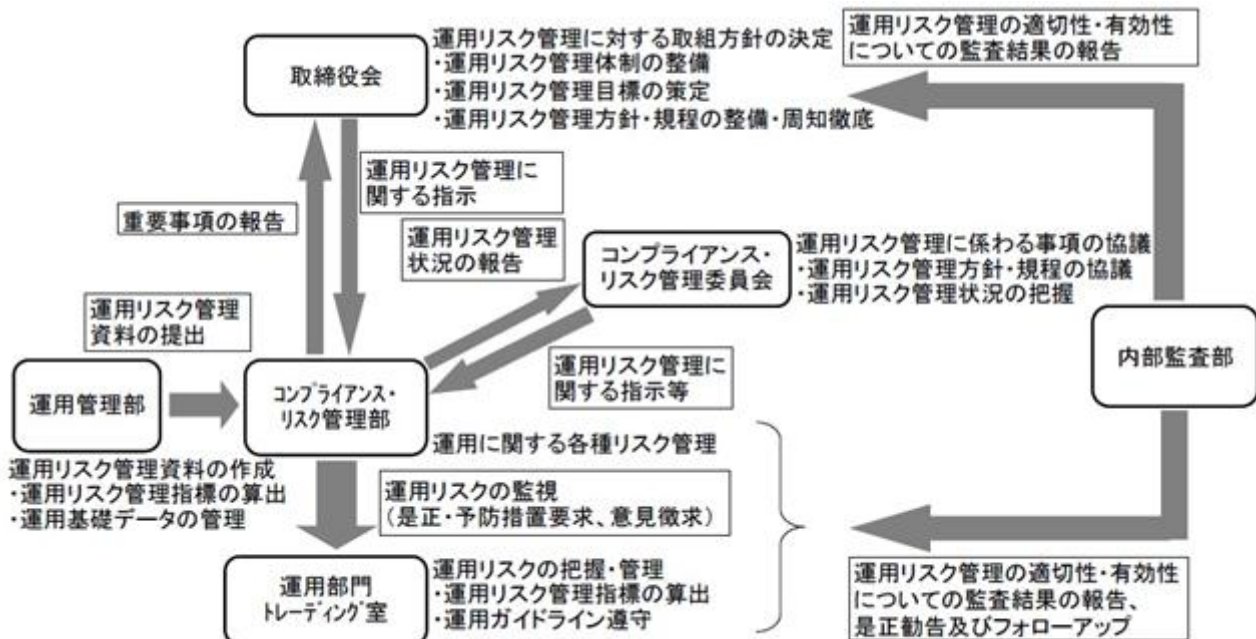 取締役会
運用リスク管理に対する取組方針の決定
・運用リスク管理体制の整備
・運用リスク管理目標の策定
・運用リスク管理方針・規程の整備・周知徹底
運用リスク管理の適切性・有効性
についての監査結果の報告
運用リスク管理に
関する指示
重要事項の報告
運用リスク管理
状況の報告
コンプライアンス・
リスク管理委員会
運用リスク管理に係わる事項の協議
・運用リスク管理方針・規程の協議
・運用リスク管理状況の把握
運用リスク管理
資料の提出
運用リスク管理に
関する指示等
内部監査部
運用管理部
コンプライアンス・
リスク管理部
運用に関する各種リスク管理
運用リスク管理資料の作成
・運用リスク管理指標の算出
・運用基礎データの管理
運用リスクの監視
(是正・予防措置要求、意見徴求)
運用部門
トレーディング室
運用リスクの把握・管理
・運用リスク管理指標の算出
・運用ガイドライン遵守
運用リスク管理の適切性・有効性
についての監査結果の報告、
是正勧告及びフォローアップ